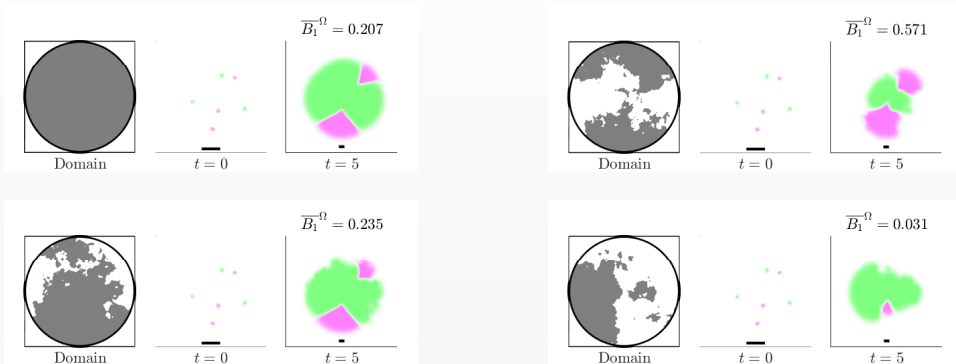 $\overline{B_1}^{\Omega} = 0.207$
Domain
$t = 0$
$t = 5$
$\overline{B_1}^{\Omega} = 0.571$
Domain
$t = 0$
$t = 5$
$\overline{B_1}^{\Omega} = 0.235$
Domain
$t = 0$
$t = 5$
$\overline{B_1}^{\Omega} = 0.031$
Domain
$t = 0$
$t = 5$